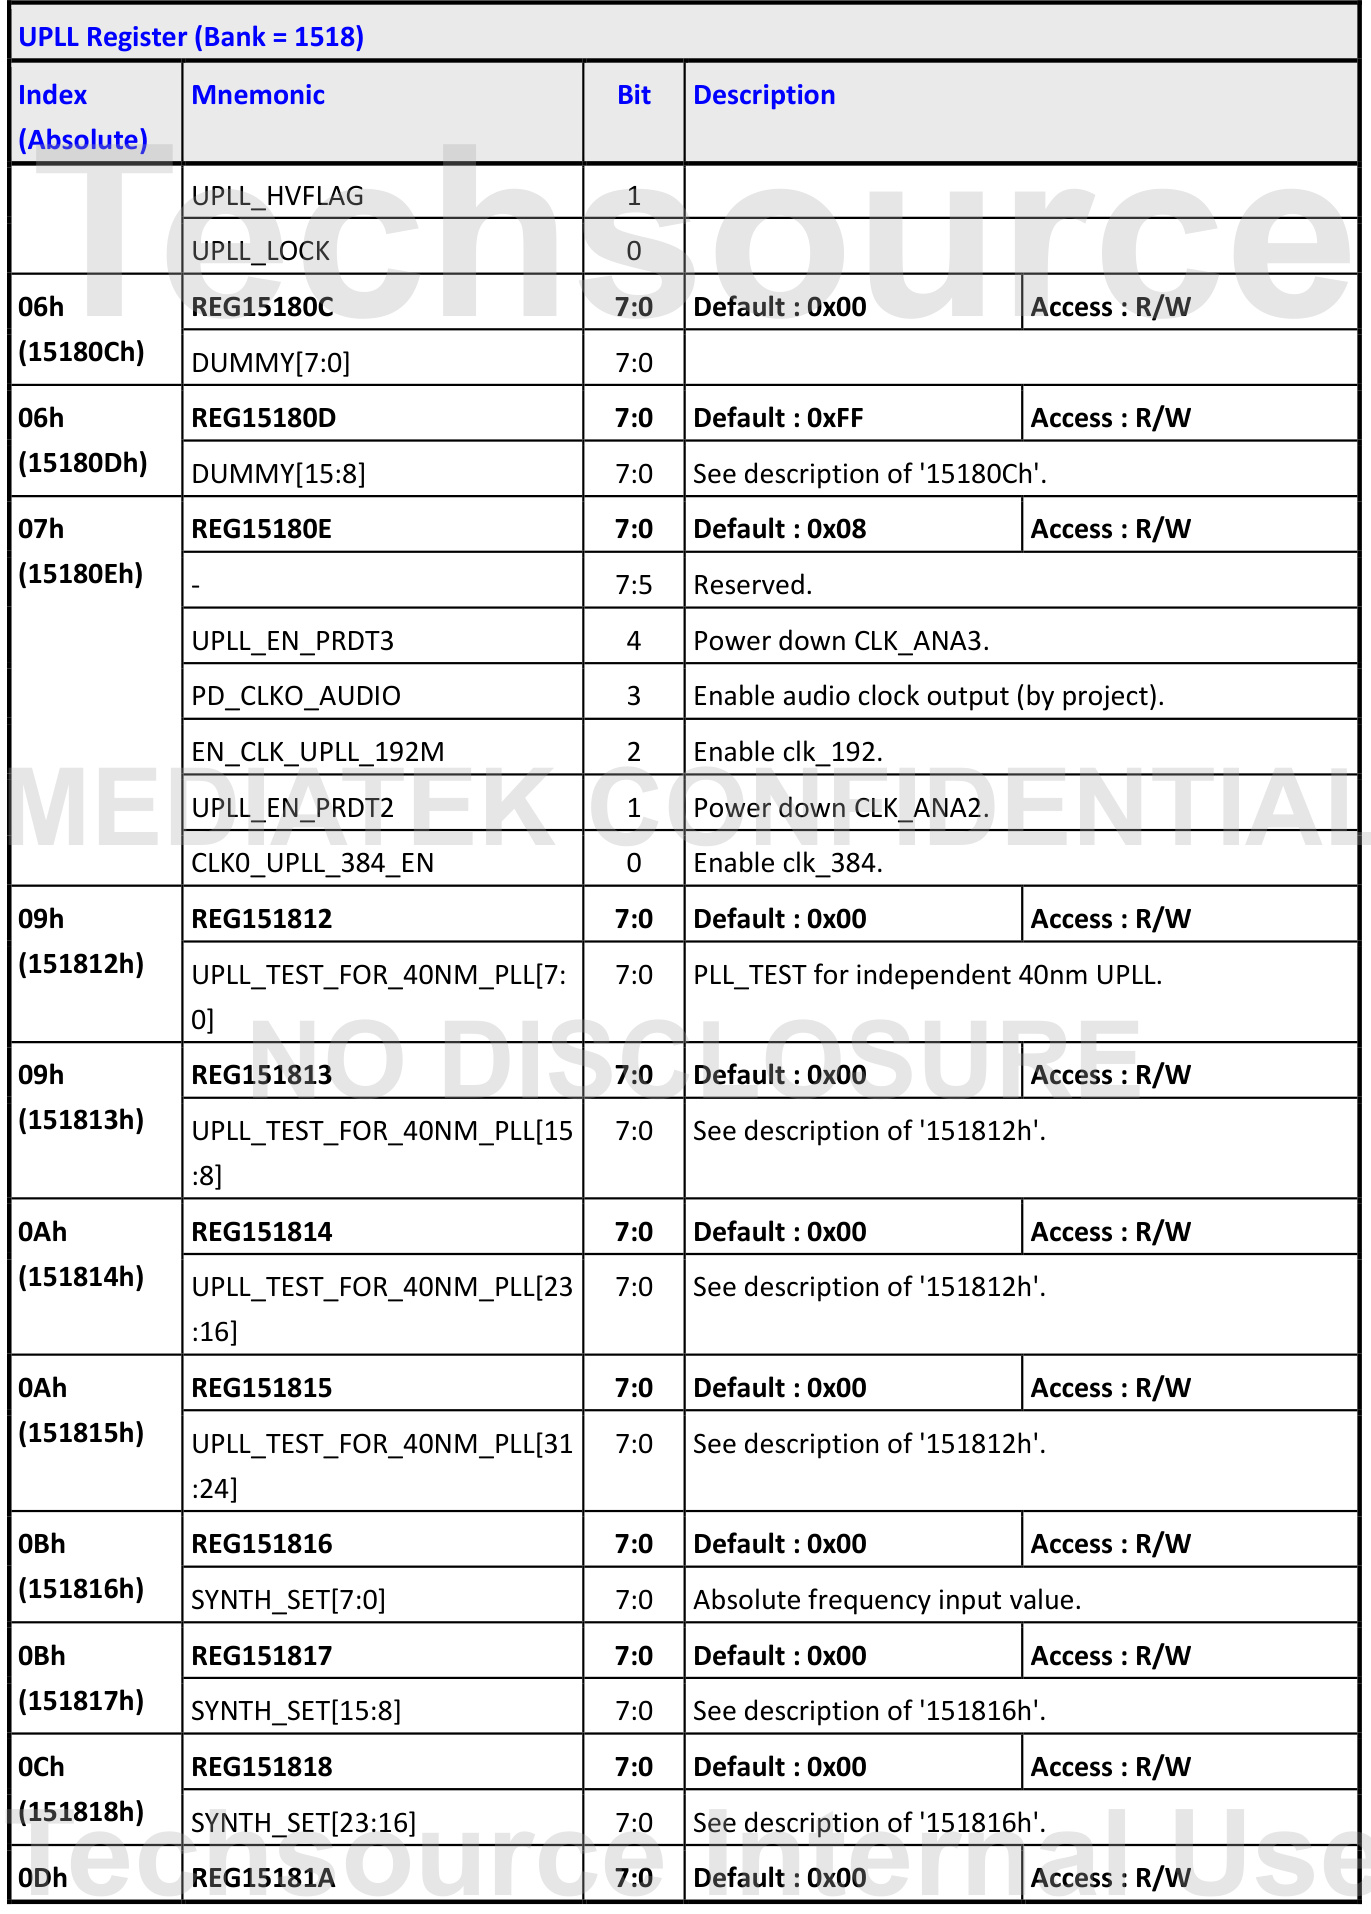 UPLL Register (Bank = 1518)
Index Mnemonic Bit Description
(Absolute)
UPLL_HVFLAG 1
UPLL_LOCK 0
06h REG15180C 7:0 Default : 0x00 Access : R/W
(15180Ch)
DUMMY[7:0] 7:0
06h REG15180D 7:0 Default : 0xFF Access : R/W
(15180Dh)
DUMMY[15:8] 7:0 See description of '15180Ch'.
07h REG15180E 7:0 Default : 0x08 Access : R/W
(15180Eh)
- 7:5 Reserved.
UPLL_EN_PRDT3 4 Power down CLK_ANA3.
PD_CLKO_AUDIO 3 Enable audio clock output (by project).
EN_CLK_UPLL_192M 2 Enable clk_192.
UPLL_EN_PRDT2 1 Power down CLK_ANA2.
CLK0_UPLL_384_EN 0 Enable clk_384.
09h REG151812 7:0 Default : 0x00 Access : R/W
(151812h)
UPLL_TEST_FOR_40NM_PLL[7: 7:0 PLL_TEST for independent 40nm UPLL.
0]
09h REG151813 7:0 Default : 0x00 Access : R/W
(151813h)
UPLL_TEST_FOR_40NM_PLL[15 7:0 See description of '151812h'.
:8]
0Ah REG151814 7:0 Default : 0x00 Access : R/W
(151814h)
UPLL_TEST_FOR_40NM_PLL[23 7:0 See description of '151812h'.
:16]
0Ah REG151815 7:0 Default : 0x00 Access : R/W
(151815h)
UPLL_TEST_FOR_40NM_PLL[31 7:0 See description of '151812h'.
:24]
0Bh REG151816 7:0 Default : 0x00 Access : R/W
(151816h)
SYNTH_SET[7:0] 7:0 Absolute frequency input value.
0Bh REG151817 7:0 Default : 0x00 Access : R/W
(151817h)
SYNTH_SET[15:8] 7:0 See description of '151816h'.
0Ch REG151818 7:0 Default : 0x00 Access : R/W
(151818h)
SYNTH_SET[23:16] 7:0 See description of '151816h'.
0Dh REG15181A 7:0 Default : 0x00 Access : R/W
Techsource
MEDIATEK CONFIDENTIAL
NO DISCLOSURE
Techsource Internal Use